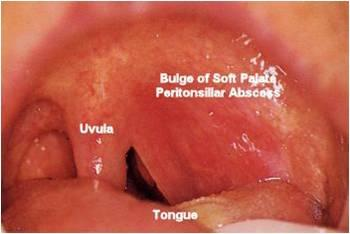 Bulge of Soft Palate
Peritonsillar Abscess
Uvula
Tongue